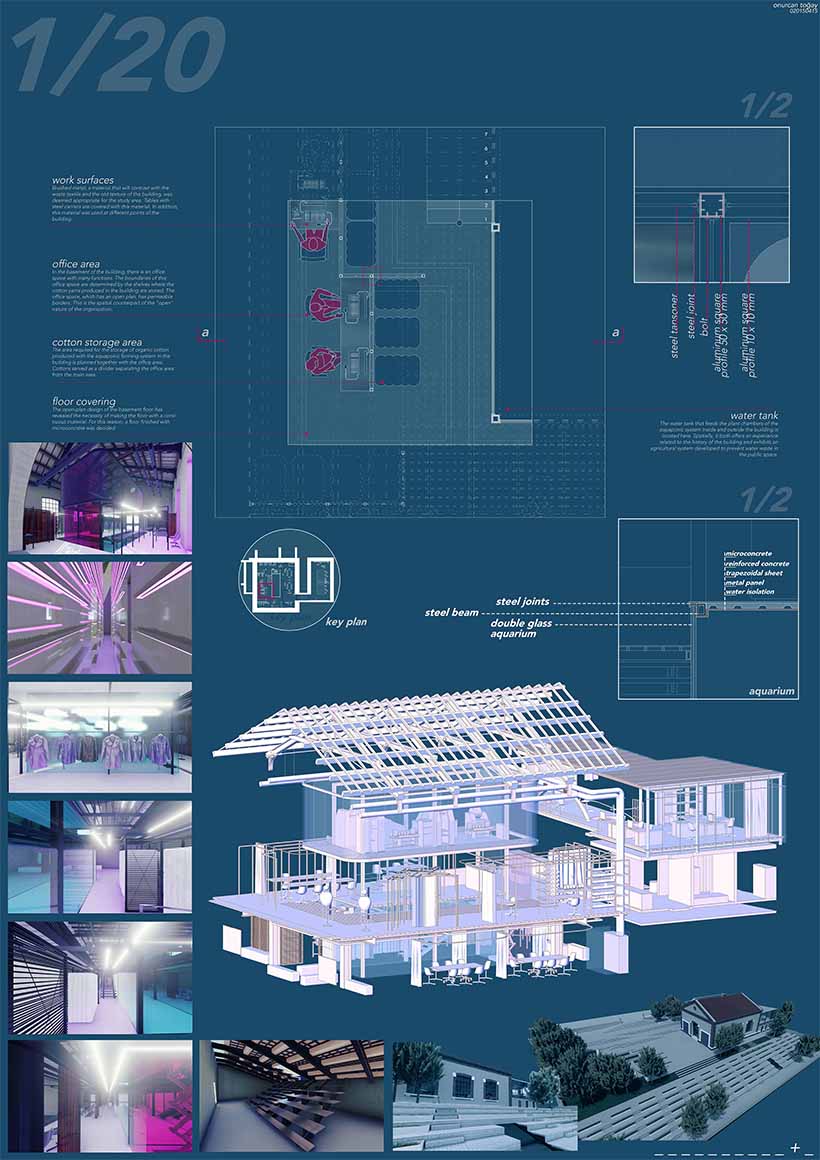 onurcan toğay
020150415
1/20
1/2
work surfaces
Brushed metal, a material that will contrast with the
waste textile and the old texture of the building, was
deemed appropriate for the study area. Tables with
steel carriers are covered with this material. In addition,
this material was used at different points of the
building.
office area
In the basement of the building, there is an office
space with many functions. The boundaries of this
office space are determined by the shelves where the
cotton yarns produced in the building are stored. The
office space, which has an open plan, has permeable
borders. This is the spatial counterpart of the "open"
nature of the organization.
cotton storage area
The area required for the storage of organic cotton
produced with the aquaponic farming system in the
building is planned together with the office area.
Cottons served as a divider separating the office area
from the main area.
floor covering
The open-plan design of the basement floor has
revealed the necessity of making the floor with a conti-
nuous material. For this reason, a floor finished with
microconcrete was decided.
7
6
5
4
3
2
1
a
a
steel tansoner
steel joint
bolt
aluminum square
profile 50 x 50 mm
aluminum square
profile 10 x 10 mm
water tank
The water tank that feeds the plant chambers of the
aquaponic system inside and outside the building is
located here. Spatially, it both offers an experience
related to the history of the building and exhibits an
agricultural system developed to prevent water waste in
the public space.
1/2
key plan
steel joints
steel beam
double glass
aquarium
microconcrete
reinforced concrete
trapezoidal sheet
metal panel
water isolation
aquarium